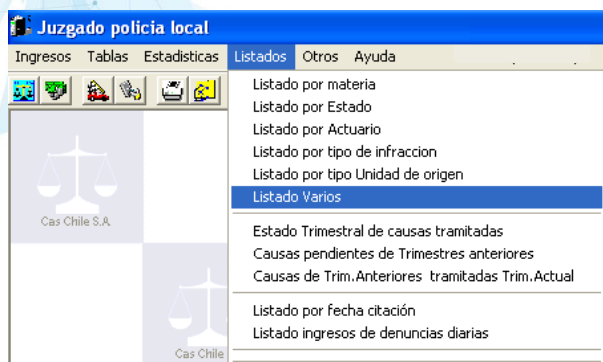 Juzgado policia local
Ingresos Tablas Estadisticas Listados Otros Ayuda
Listado por materia
Listado por Estado
Listado por Actuario
Listado por tipo de infraccion
Listado por tipo Unidad de origen
Listado Varios
Estado Trimestral de causas tramitadas
Causas pendientes de Trimestres anteriores
Causas de Trim.Anteriores tramitadas Trim.Actual
Listado por fecha citación
Listado ingresos de denuncias diarias
Cas Chile S.A.
Cas Chile